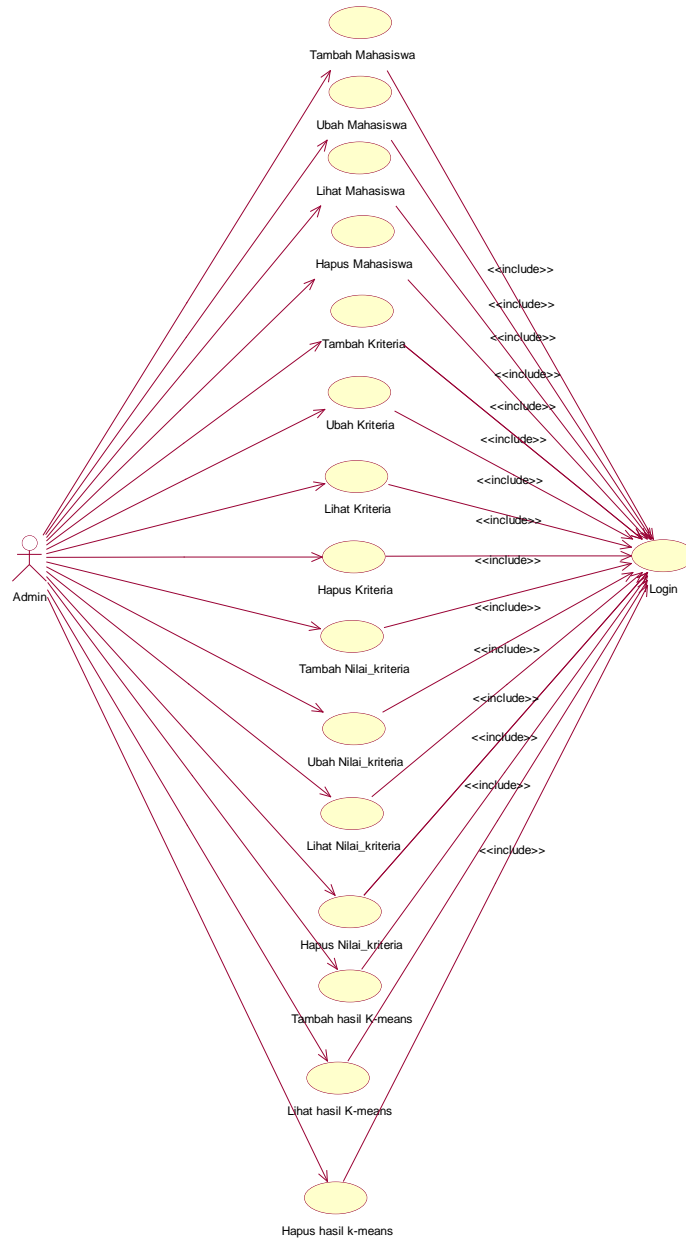 Tambah Mahasiswa
Ubah Mahasiswa
Lihat Mahasiswa
Hapus Mahasiswa
<<include>>
<<include>>
Tambah Kriteria
<<include>>
<<include>>
<<include>>
Ubah Kriteria
<<include>>
<<include>>
Lihat Kriteria
<<include>>
Admin
Hapus Kriteria
<<include>>
Login
<<include>>
Tambah Nilai_kriteria
<<include>>
Ubah Nilai_kriteria
<<include>>
<<include>>
Lihat Nilai_kriteria
<<include>>
<<include>>
Hapus Nilai_kriteria
Tambah hasil K-means
Lihat hasil K-means
Hapus hasil k-means